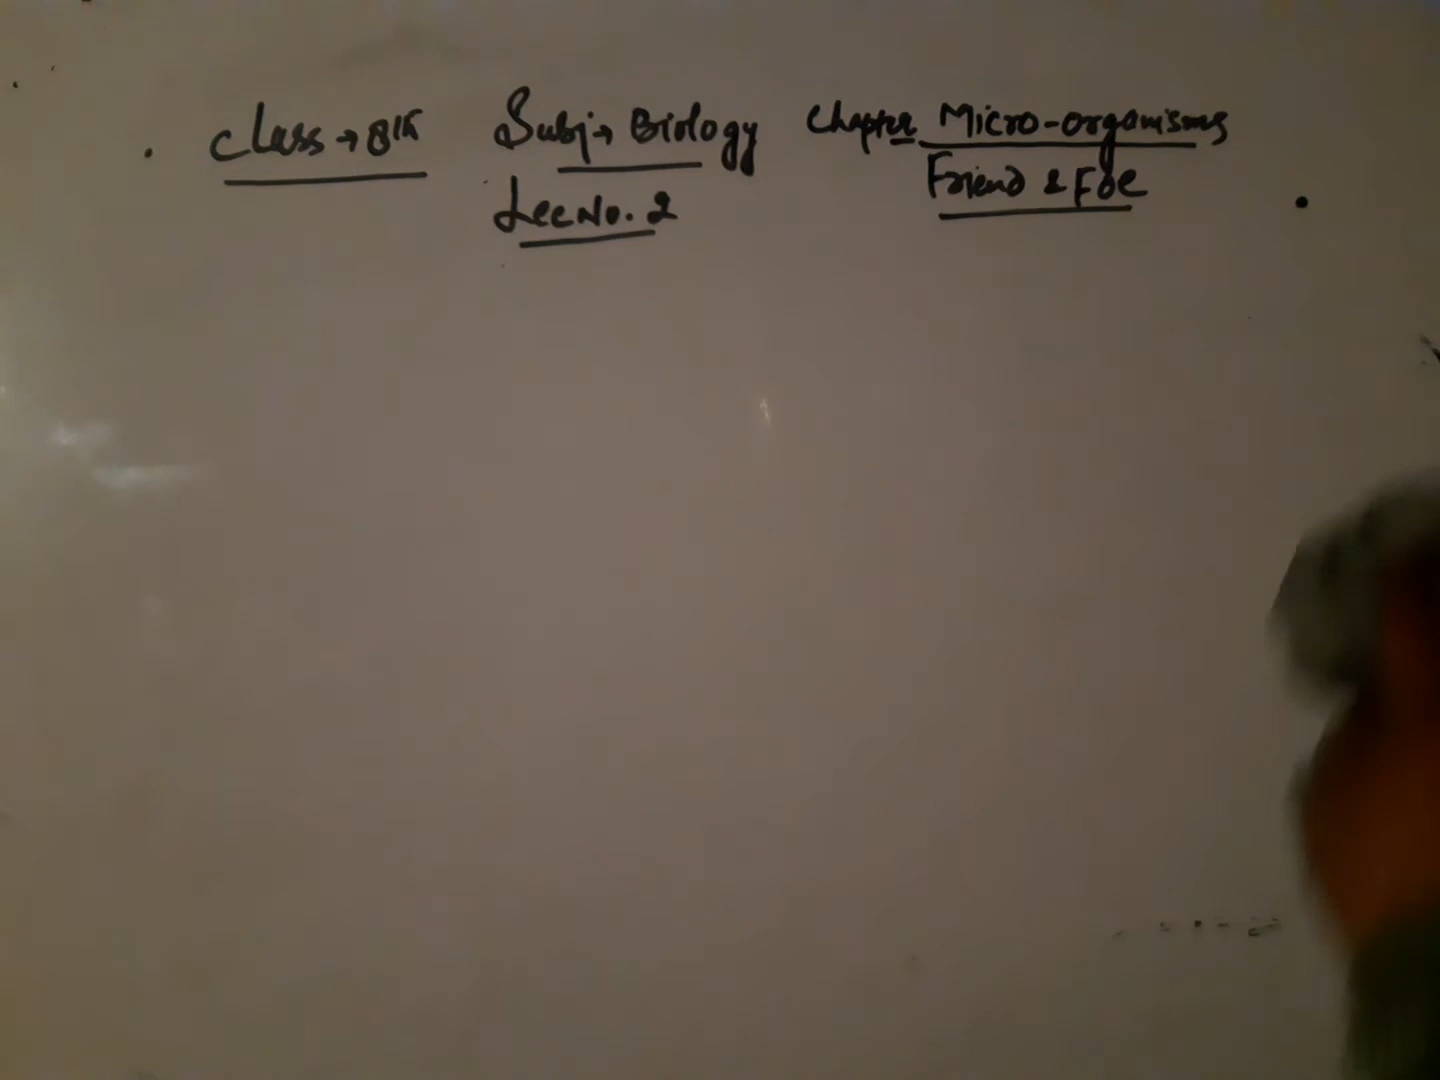 Class → 8th Subj → Biology Chapter Micro-organisms
Friend & Foe
Lec No. 2